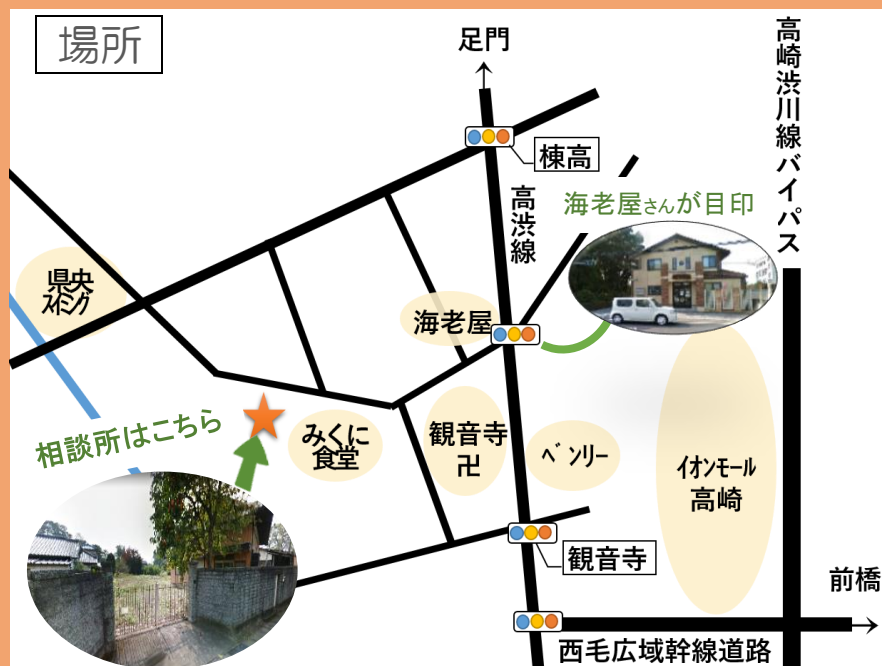 場所
足門
棟高
高渋線
高崎渋川線バイパス
海老屋さんが目印
県央
スイミング
海老屋
相談所はこちら
みくに
食堂
観音寺
卍
ベンリー
イオンモール
高崎
観音寺
前橋
西毛広域幹線道路